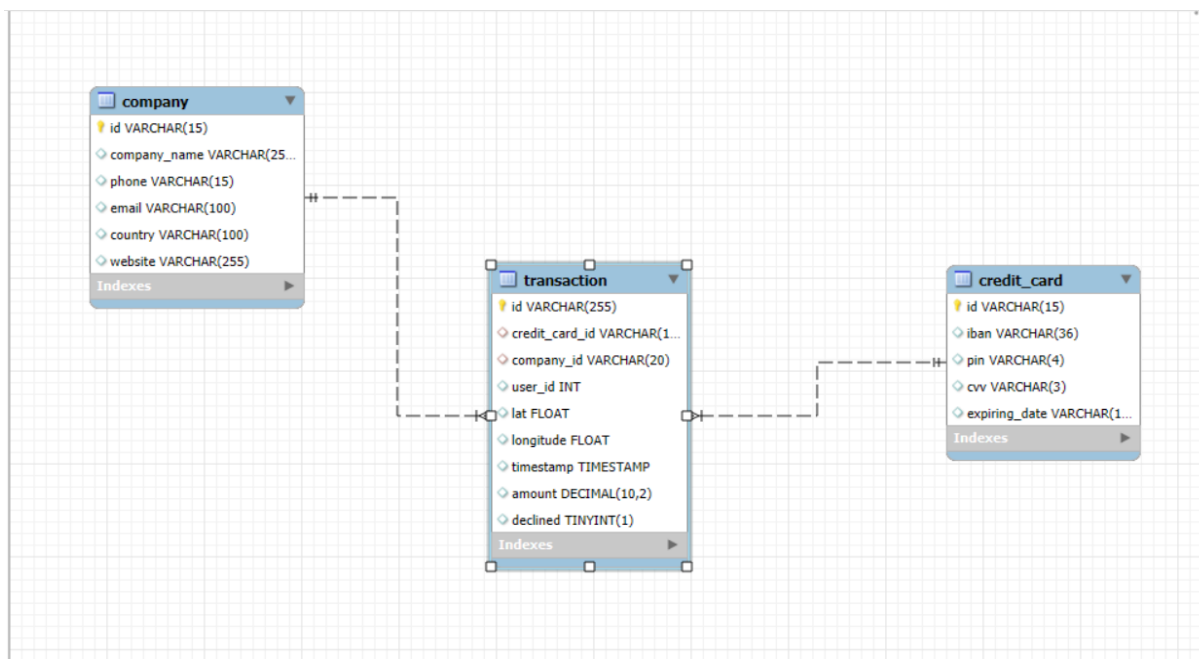 company
id VARCHAR(15)
company_name VARCHAR(25...
phone VARCHAR(15)
email VARCHAR(100)
country VARCHAR(100)
website VARCHAR(255)
Indexes
transaction
id VARCHAR(255)
credit_card_id VARCHAR(1...
company_id VARCHAR(20)
user_id INT
lat FLOAT
longitude FLOAT
timestamp TIMESTAMP
amount DECIMAL(10,2)
declined TINYINT(1)
Indexes
credit_card
id VARCHAR(15)
iban VARCHAR(36)
pin VARCHAR(4)
cvv VARCHAR(3)
expiring_date VARCHAR(1...
Indexes